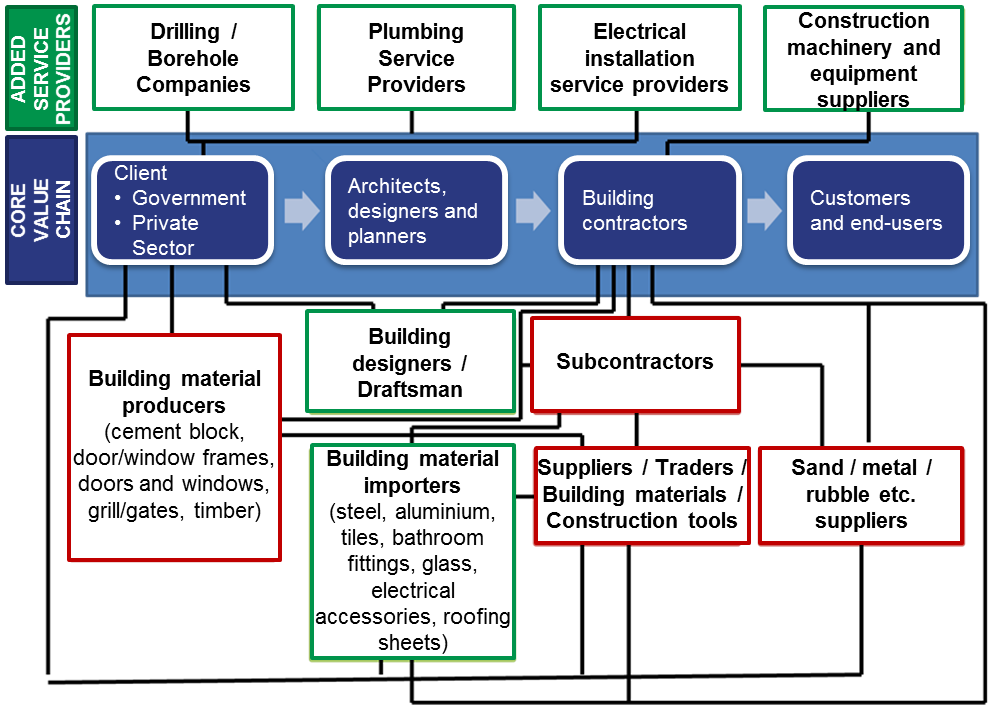 ADDED
SERVICE
PROVIDERS
Drilling /
Borehole
Companies
Plumbing
Service
Providers
Electrical
installation
service providers
Construction
machinery and
equipment
suppliers
CORE
VALUE
CHAIN
Client
• Government
• Private
Sector
Architects,
designers and
planners
Building
contractors
Customers
and end-users
Building
designers /
Draftsman
Subcontractors
Building material
producers
(cement block,
door/window frames,
doors and windows,
grill/gates, timber)
Building material
importers
(steel, aluminium,
tiles, bathroom
fittings, glass,
electrical
accessories, roofing
sheets)
Suppliers / Traders /
Building materials /
Construction tools
Sand / metal /
rubble etc.
suppliers